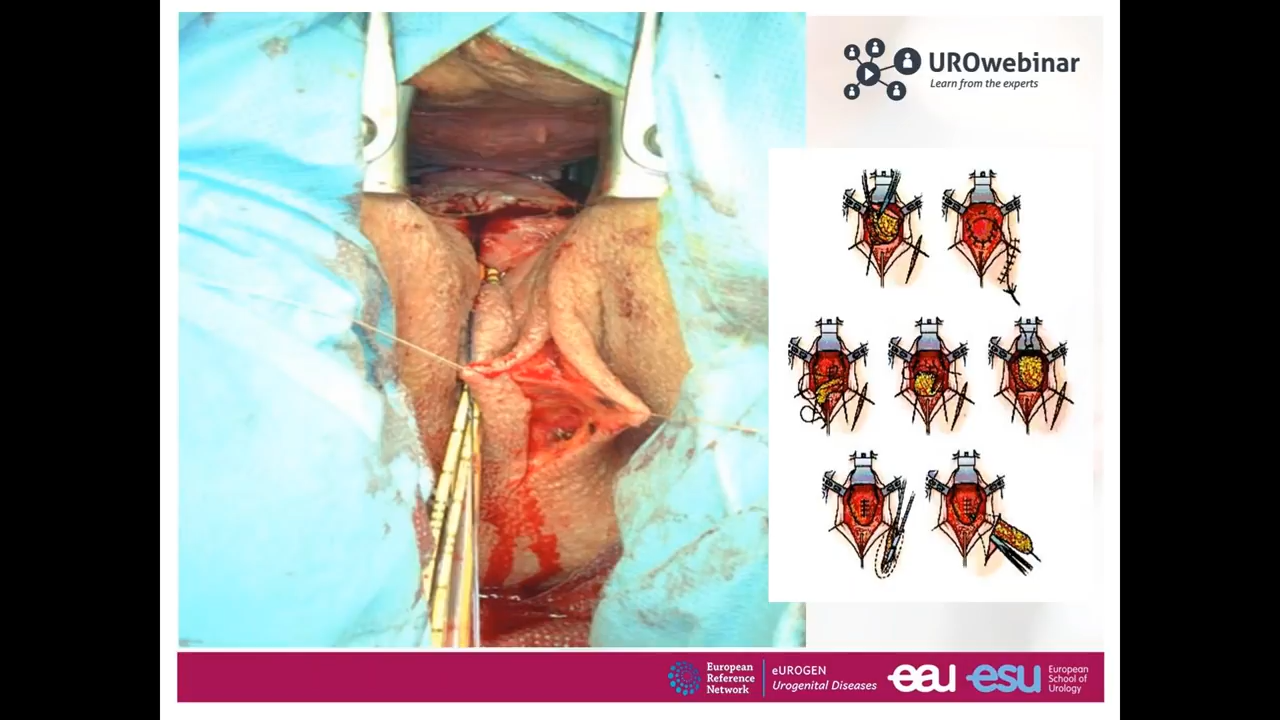 UROwebinar
Learn from the experts
European
Reference
Network
eUROGEN
Urogenital Diseases
eau
esu
European
School of
Urology